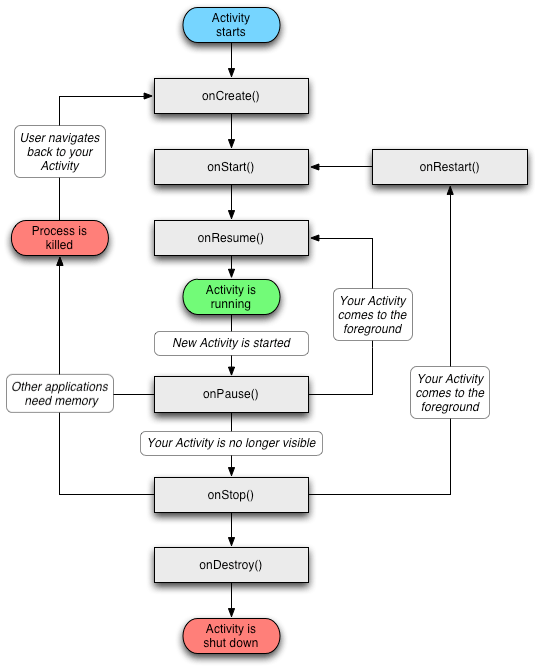 Activity
starts
onCreate()
User navigates
back to your
Activity
onStart()
onRestart()
Process is
killed
onResume()
Activity is
running
Your Activity
comes to the
foreground
New Activity is started
Other applications
need memory
onPause()
Your Activity
comes to the
foreground
Your Activity is no longer visible
onStop()
onDestroy()
Activity is
shut down